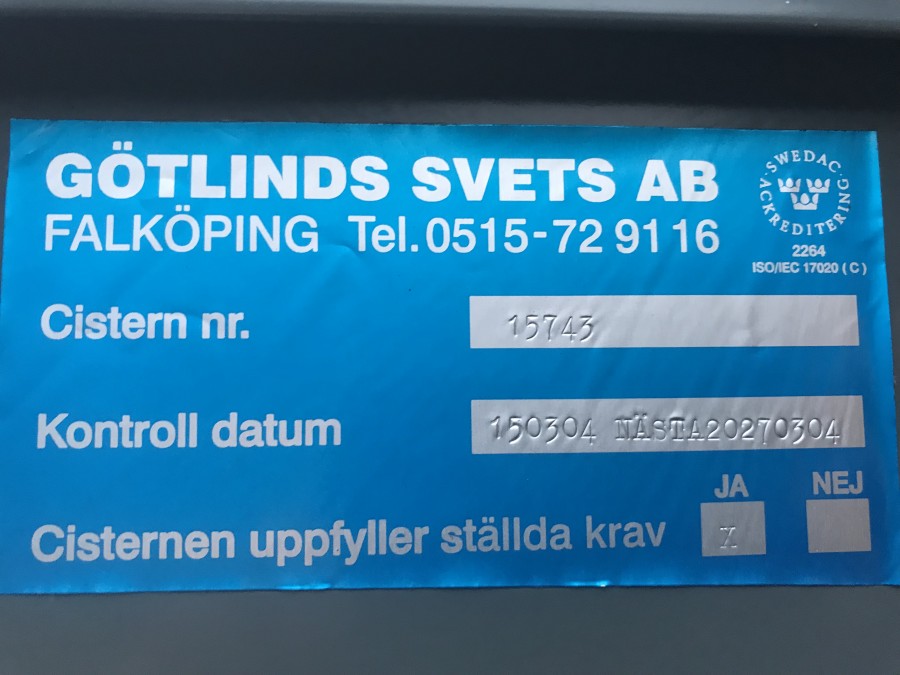 GÖTLINDS SVETS AB
FALKÖPING Tel. 0515-72 91 16
SWEDAC
ACKREDITERING
2264
ISO/IEC 17020 (C)
Cistern nr. 15743
Kontroll datum 150304 NÄSTA20270304
JA NEJ
Cisternen uppfyller ställda krav X